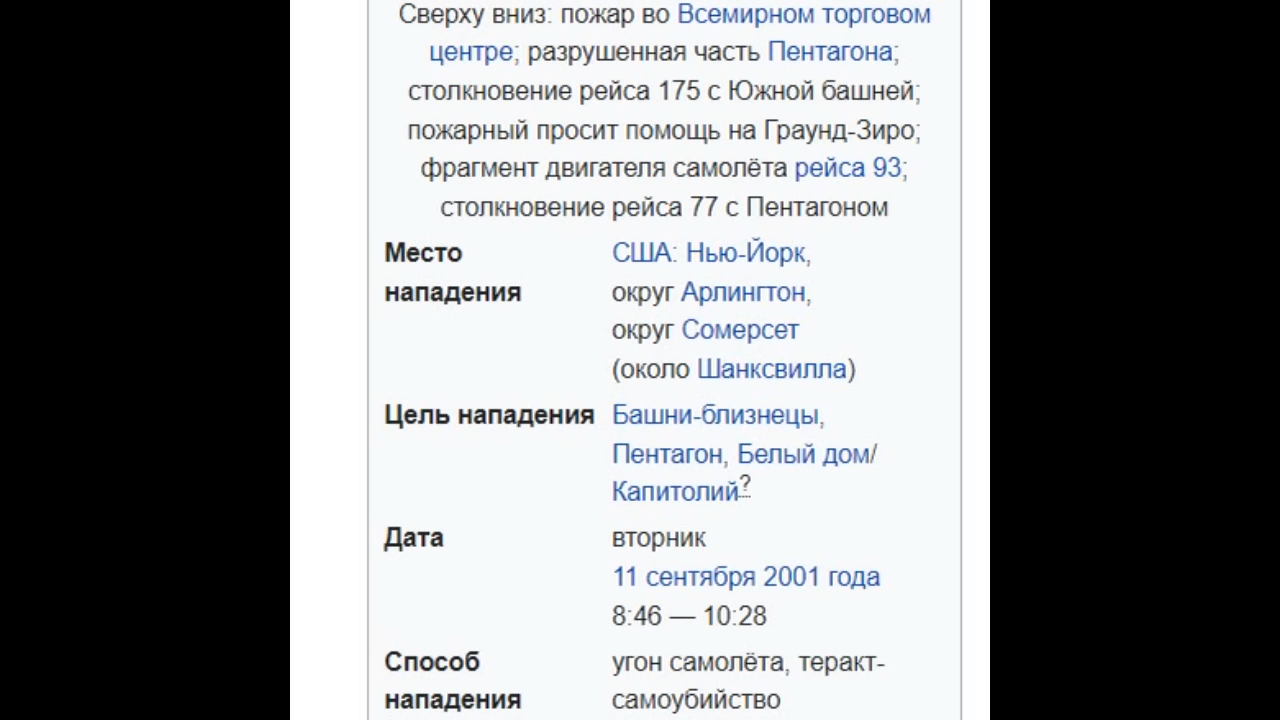 Сверху вниз: пожар во Всемирном торговом
центре; разрушенная часть Пентагона;
столкновение рейса 175 с Южной башней;
пожарный просит помощь на Граунд-Зиро;
фрагмент двигателя самолёта рейса 93;
столкновение рейса 77 с Пентагоном
Место нападения
США: Нью-Йорк,
округ Арлингтон,
округ Сомерсет
(около Шанксвилла)
Цель нападения
Башни-близнецы,
Пентагон, Белый дом/
Капитолий?
Дата
вторник
11 сентября 2001 года
8:46 — 10:28
Способ
нападения
угон самолёта, теракт-
самоубийство